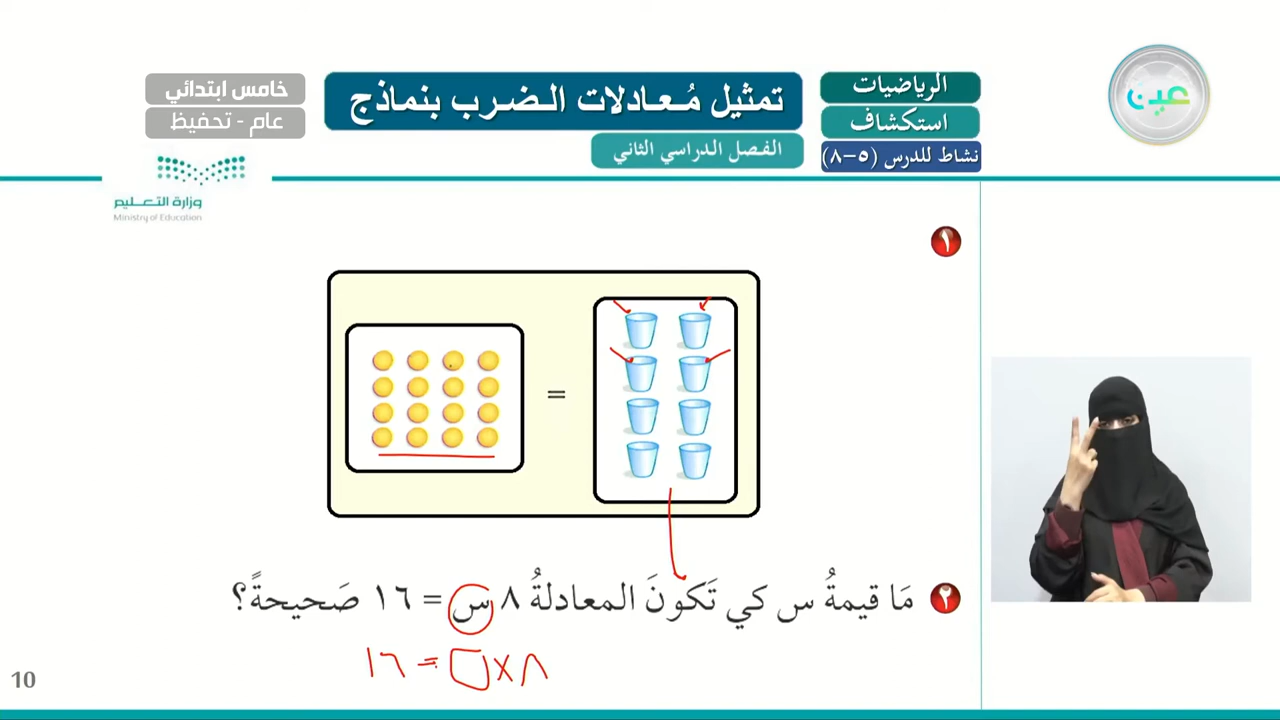 عين
الرياضيات
استكشاف
نشاط للدرس (٥-٨)
تمثيل مُعادلات الضرب بنماذج
الفصل الدراسي الثاني
خامس ابتدائي
عام - تحفيظ
وزارة التعـــليم
Ministry of Education
١
=
٢ مَا قيمةُ س كي تَكونَ المعادلةُ ٨ س = ١٦ صَحيحةً؟
٨ × □ = ١٦
10